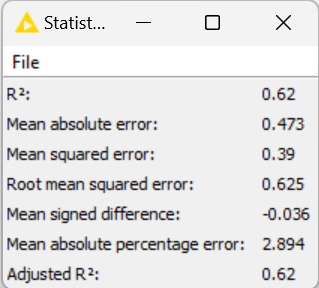 Statist...
File
R²: 0.62
Mean absolute error: 0.473
Mean squared error: 0.39
Root mean squared error: 0.625
Mean signed difference: -0.036
Mean absolute percentage error: 2.894
Adjusted R²: 0.62